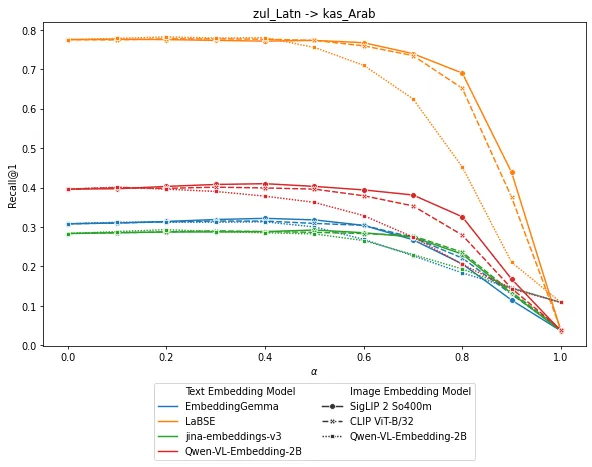 zul_Latn -> kas_Arab
Recall@1
0.8
0.7
0.6
0.5
0.4
0.3
0.2
0.1
0.0
0.0 0.2 0.4 0.6 0.8 1.0
α
Text Embedding Model Image Embedding Model
EmbeddingGemma SigLIP 2 So400m
LaBSE CLIP ViT-B/32
jina-embeddings-v3 Qwen-VL-Embedding-2B
Qwen-VL-Embedding-2B